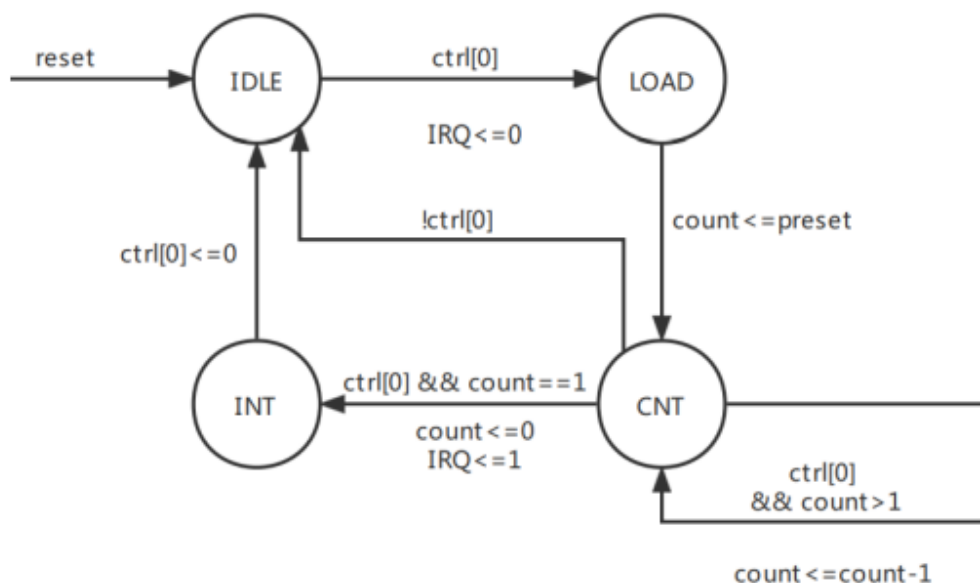 reset
IDLE
ctrl[0]
LOAD
IRQ<=0
!ctrl[0]
count<=preset
ctrl[0]<=0
INT
ctrl[0] && count==1
CNT
count<=0
IRQ<=1
ctrl[0]
&& count>1
count<=count-1